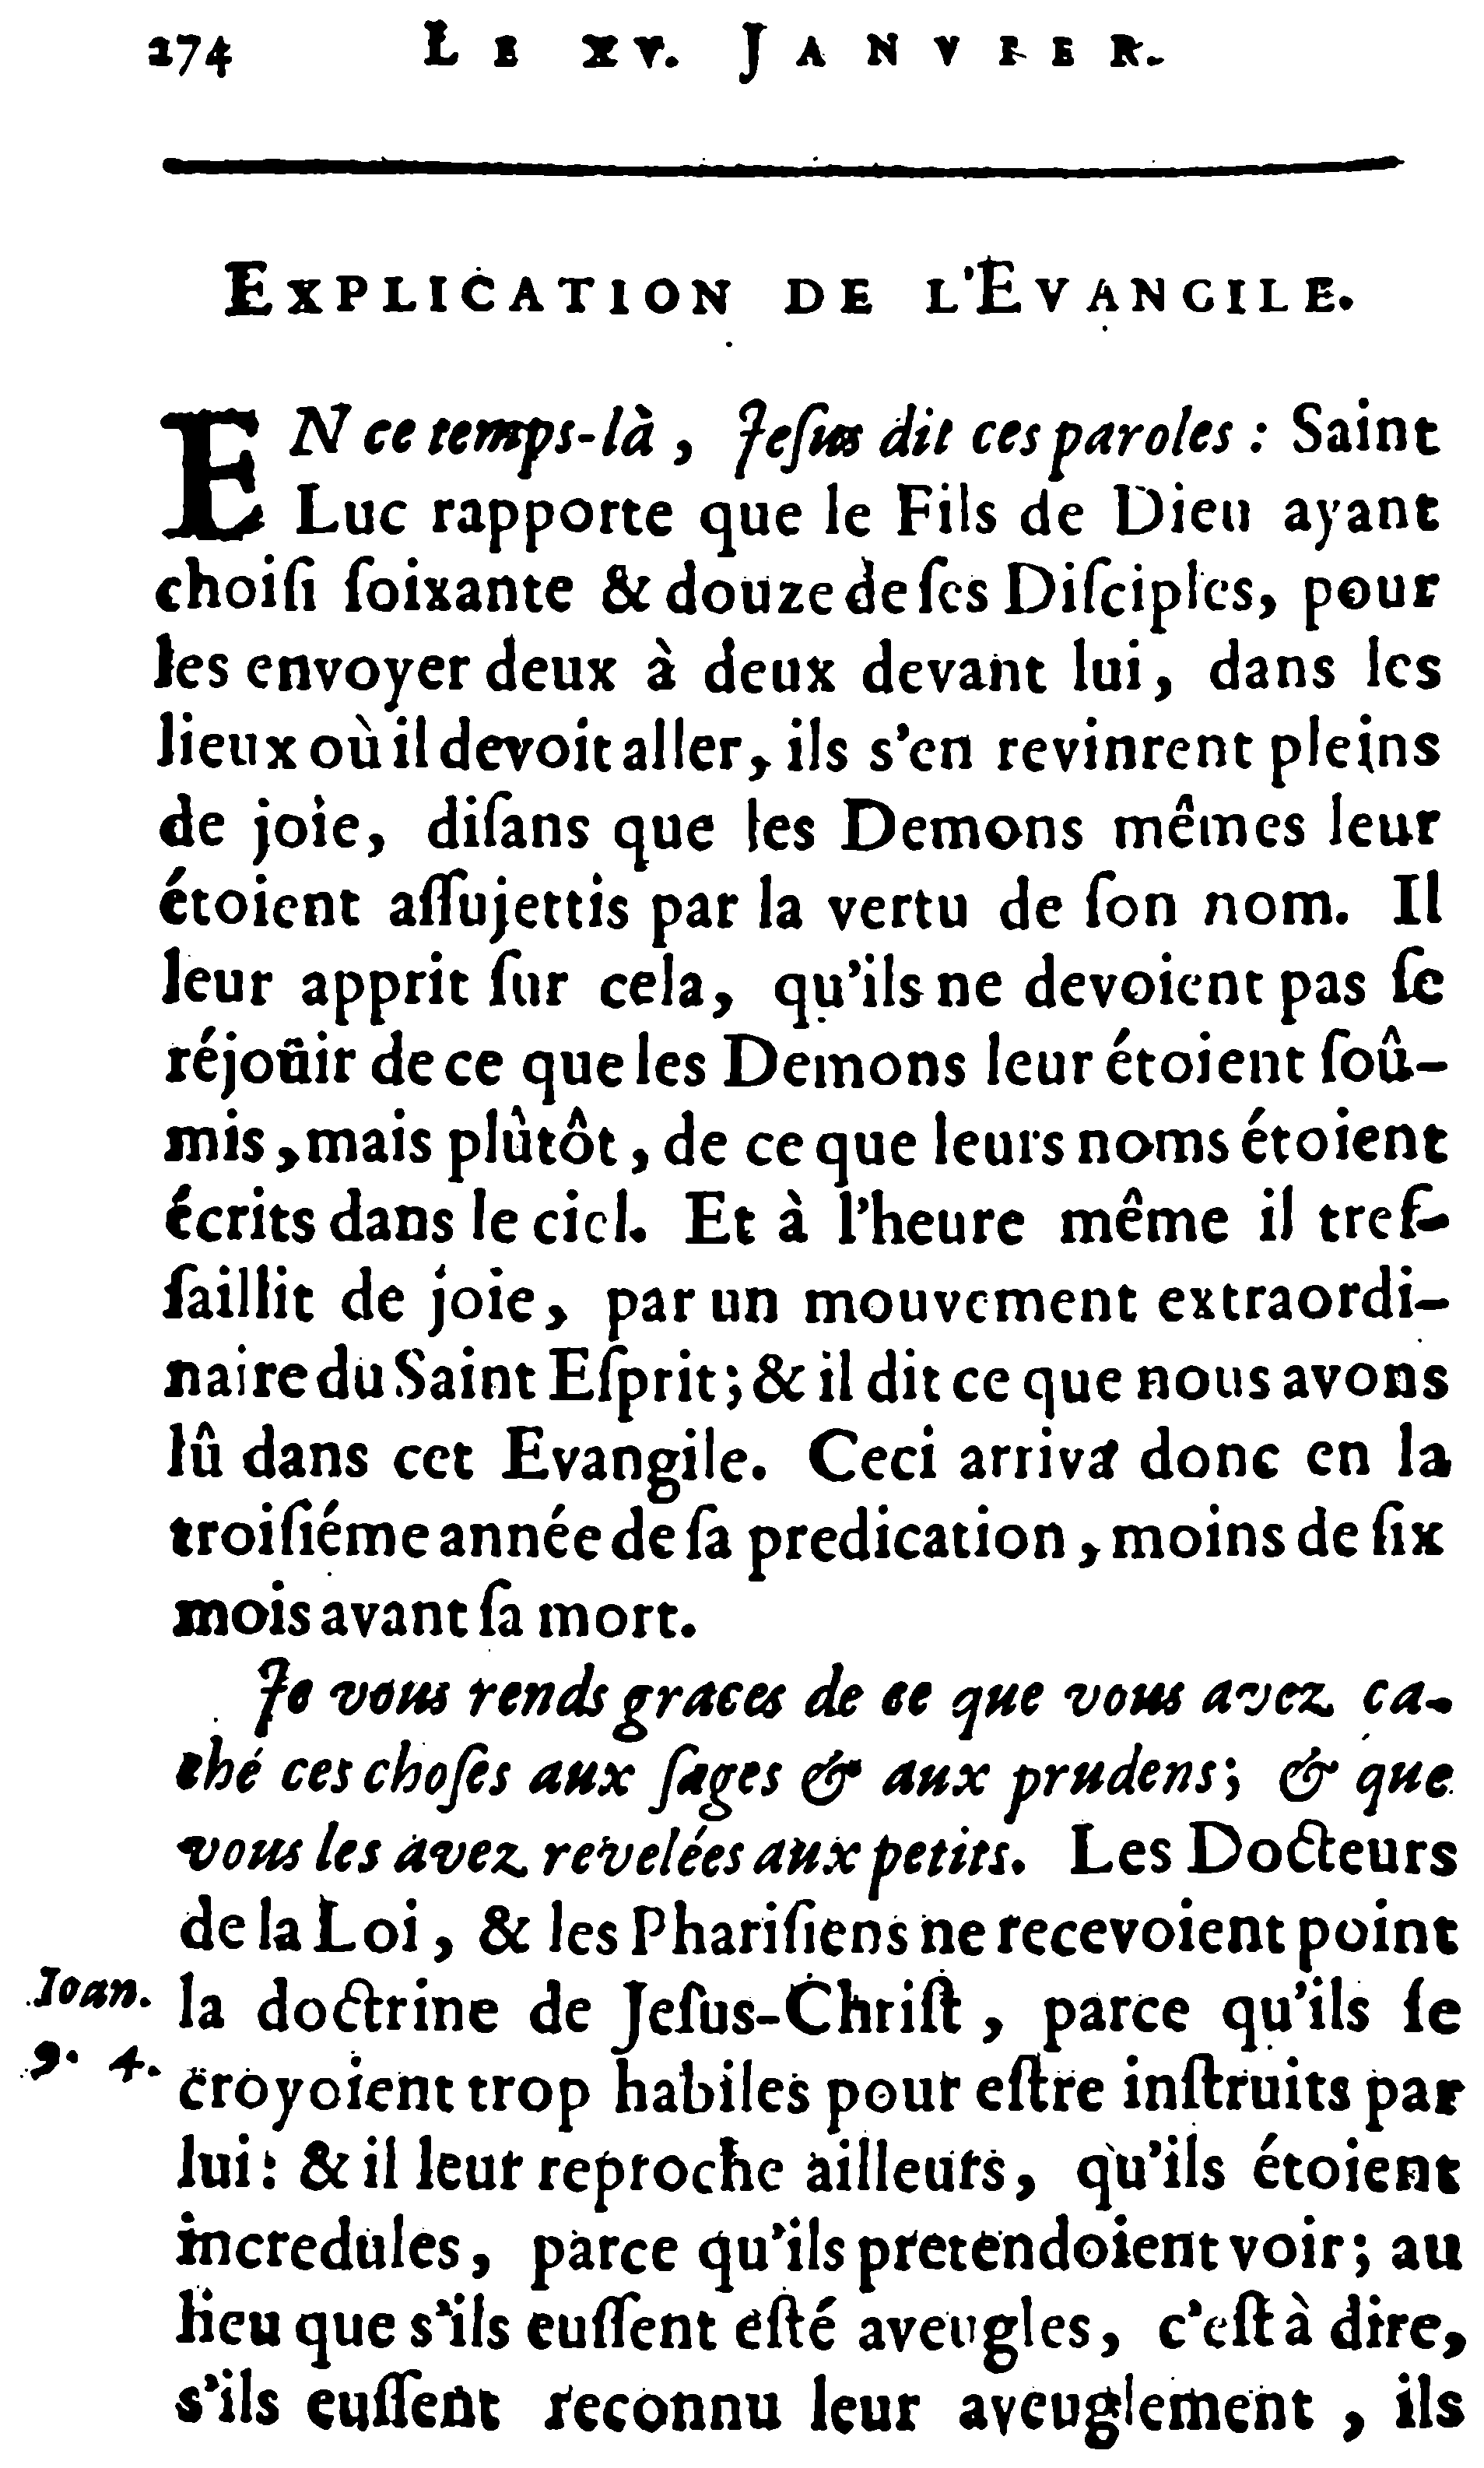 274 LE XV. JANVIER.
EXPLICATION DE L'EVANGILE.
EN ce temps-là, Jeſus dit ces paroles : Saint
Luc rapporte que le Fils de Dieu ayant
choiſi ſoixante & douze de ſes Diſciples, pour
les envoyer deux à deux devant lui, dans les
lieux où il devoit aller, ils s'en revinrent pleins
de joie, diſans que les Demons mêmes leur
étoient aſſujettis par la vertu de ſon nom. Il
leur apprit ſur cela, qu'ils ne devoient pas ſe
réjoüir de ce que les Demons leur étoient ſoû-
mis, mais plûtôt, de ce que leurs noms étoient
écrits dans le ciel. Et à l'heure même il treſ-
ſaillit de joie, par un mouvement extraordi-
naire du Saint Eſprit; & il dit ce que nous avons
lû dans cet Evangile. Ceci arriva donc en la
troiſiéme année de ſa predication, moins de ſix
mois avant ſa mort.
Je vous rends graces de ce que vous avez ca-
ché ces choſes aux ſages & aux prudens; & que
vous les avez revelées aux petits. Les Docteurs
de la Loi, & les Phariſiens ne recevoient point
Ioan. la doctrine de Jeſus-Chriſt, parce qu'ils ſe
9. 4. croyoient trop habiles pour eſtre inſtruits par
lui: & il leur reproche ailleurs, qu'ils étoient
incredules, parce qu'ils pretendoient voir; au
lieu que s'ils euſſent eſté aveugles, c'eſt à dire,
s'ils euſſent reconnu leur aveuglement, ils